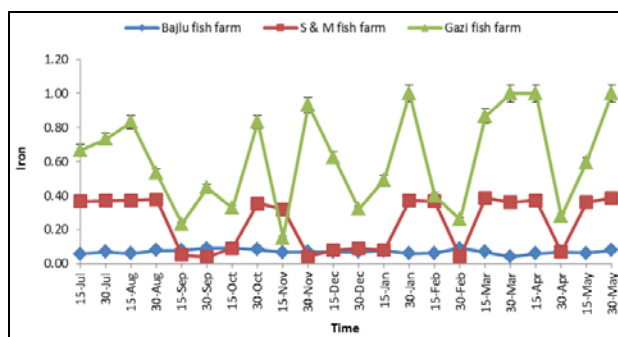 Bajlu fish farm S & M fish farm Gazi fish farm
1.20
1.00
0.80
0.60
0.40
0.20
0.00
Iron
15-Jul 30-Jul 15-Aug 30-Aug 15-Sep 30-Sep 15-Oct 30-Oct 15-Nov 30-Nov 15-Dec 30-Dec 15-Jan 30-Jan 15-Feb 30-Feb 15-Mar 30-Mar 15-Apr 30-Apr 15-May 30-May
Time